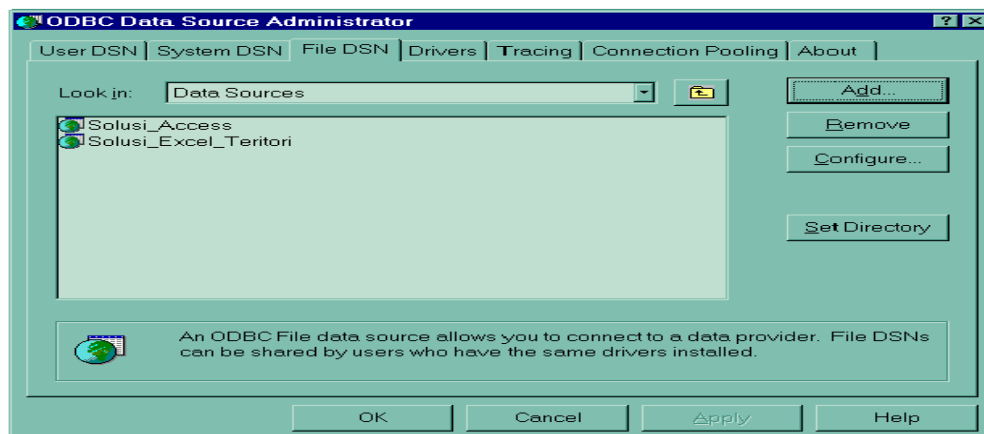 ODBC Data Source Administrator
User DSN System DSN File DSN Drivers Tracing Connection Pooling About
Look in: Data Sources
Add...
Solusi_Access
Solusi_Excel_Teritori
Remove
Configure...
Set Directory
An ODBC File data source allows you to connect to a data provider. File DSNs
can be shared by users who have the same drivers installed.
OK Cancel Apply Help